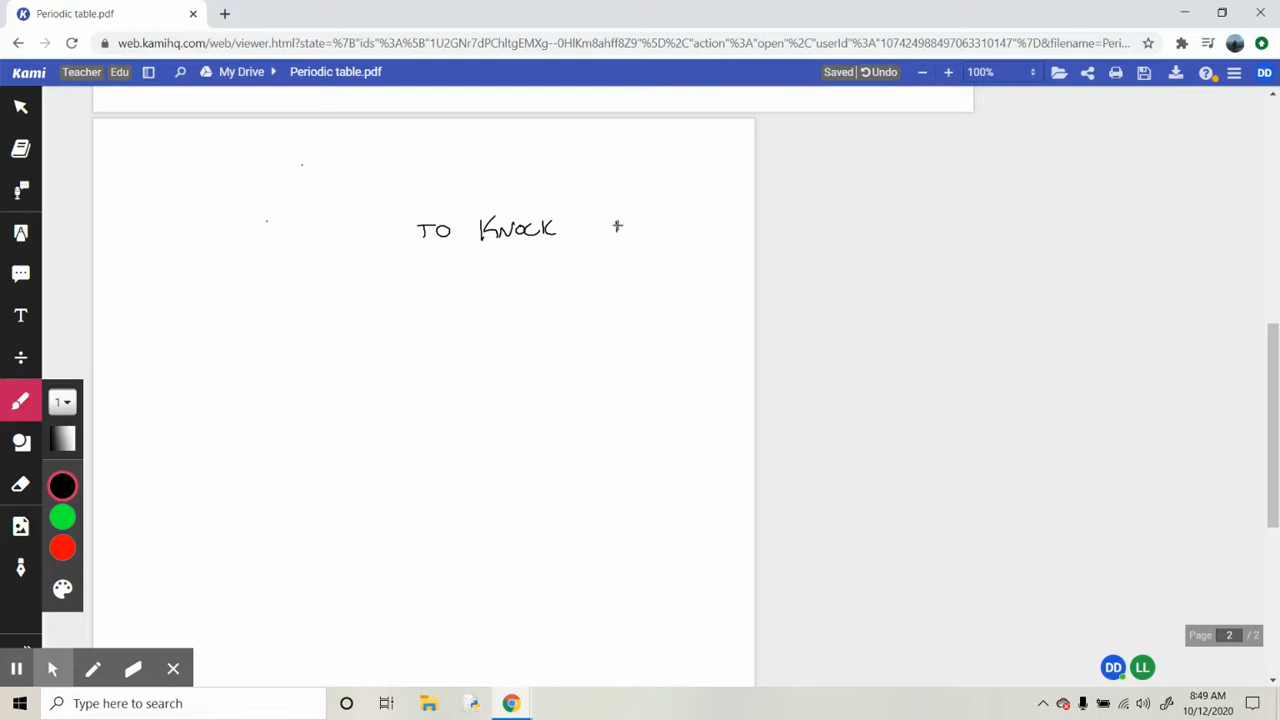 Periodic table.pdf
web.kamihq.com/web/viewer.html?state=%7B"ids"%3A%5B"1U2GNr7dPChltgEMXg--0HlKm8ahff8Z9"%5D%2C"action"%3A"open"%2C"userId"%3A"107424988497063310147"%7D&filename=Peri...
Kami Teacher Edu My Drive Periodic table.pdf Saved Undo 100% DD
TO KNOCK
T
1
Page 2 / 2
DD LL
Type here to search
8:49 AM
10/12/2020